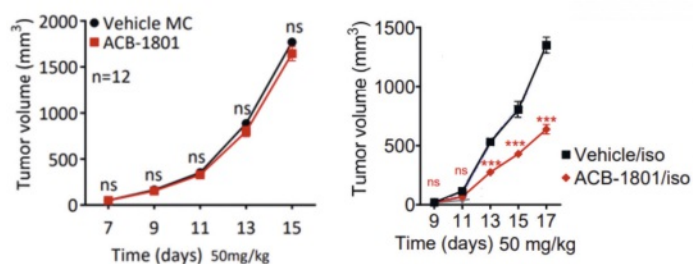 2000
1500
1000
500
0
Tumor volume (mm³)
Vehicle MC
ACB-1801
n=12
ns
ns
ns
ns
ns
7 9 11 13 15
Time (days) 50mg/kg
1500
1000
500
0
Tumor volume (mm³)
ns
ns
***
***
***
Vehicle/iso
ACB-1801/iso
9 11 13 15 17
Time (days) 50 mg/kg